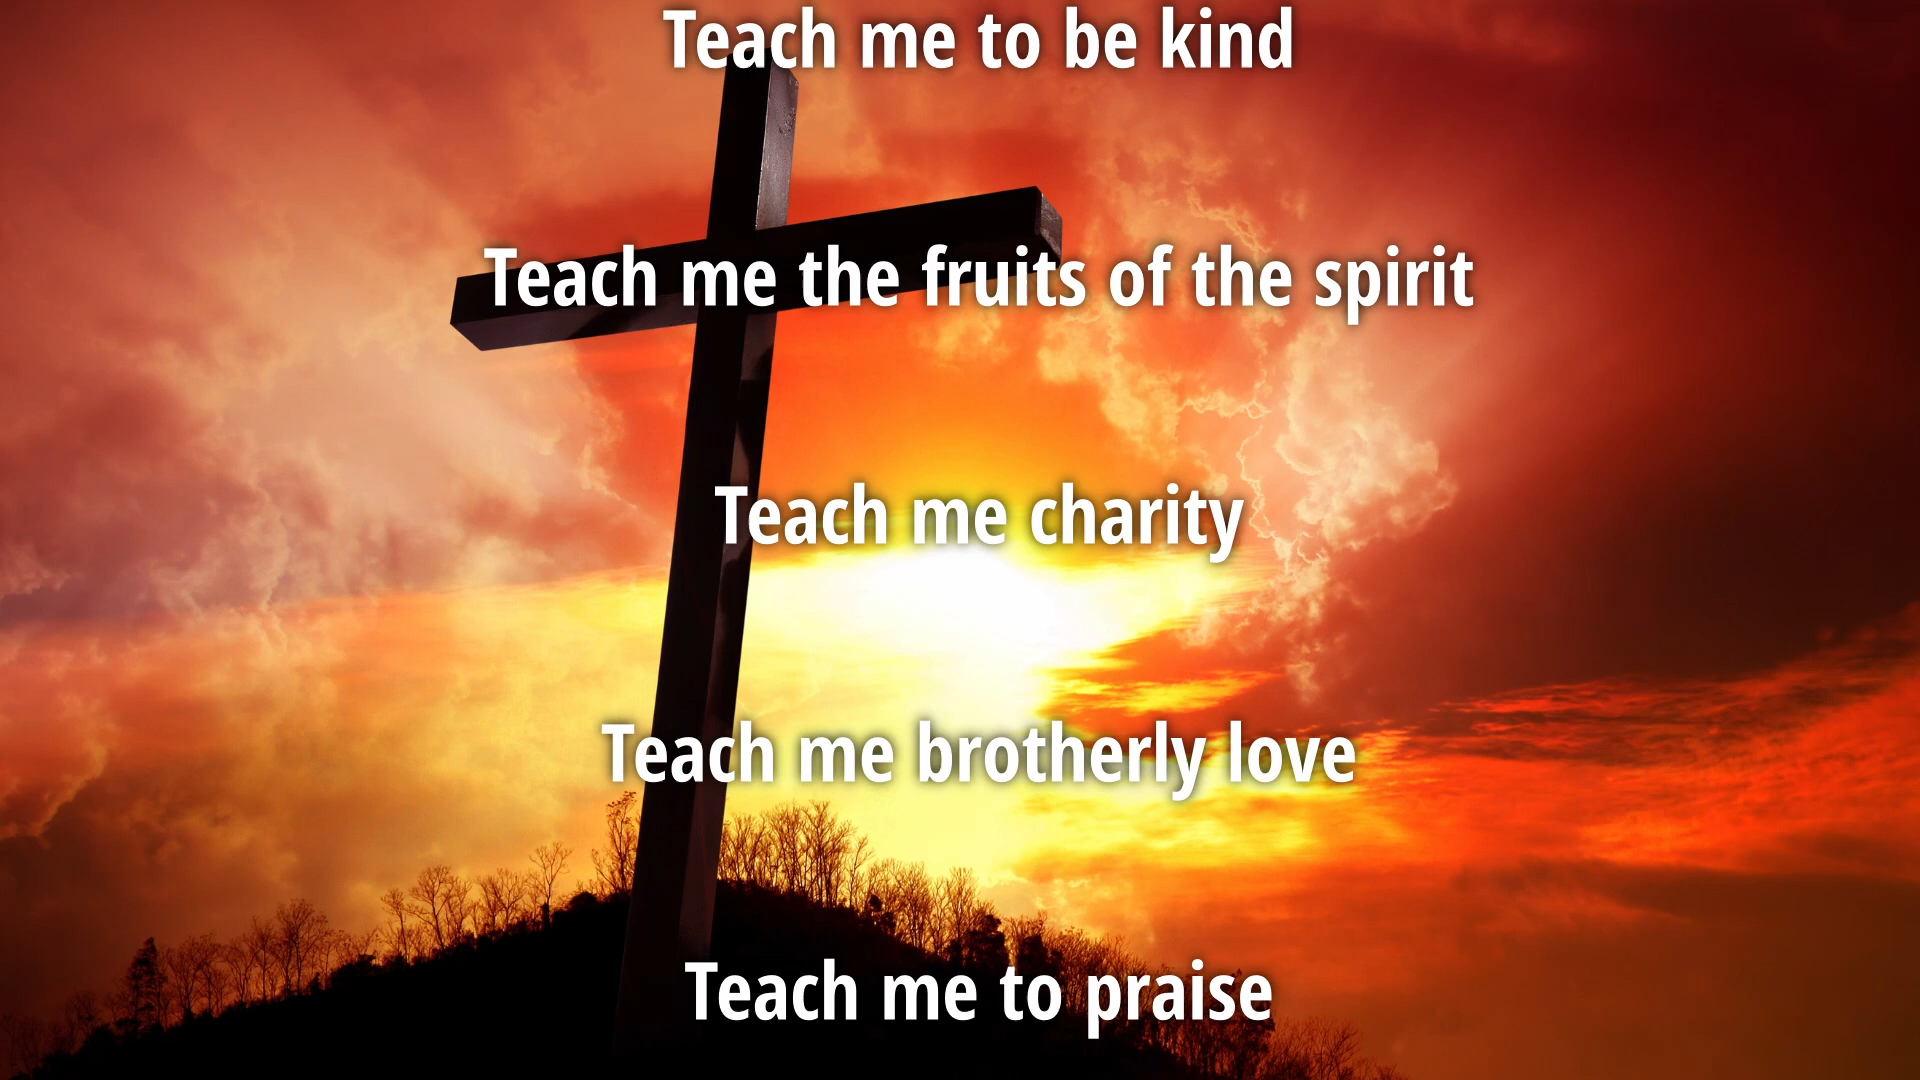 Teach me to be kind
Teach me the fruits of the spirit
Teach me charity
Teach me brotherly love
Teach me to praise